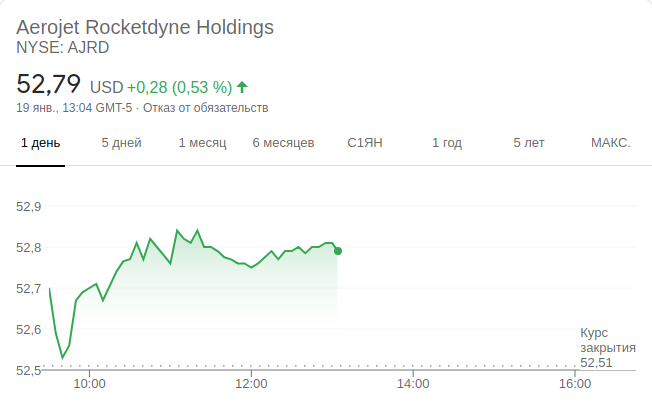 Aerojet Rocketdyne Holdings
NYSE: AJRD
52,79 USD +0,28 (0,53 %)
19 янв., 13:04 GMT-5 · Отказ от обязательств
1 день 5 дней 1 месяц 6 месяцев С1ЯН 1 год 5 лет МАКС.
52,9
52,8
52,7
52,6
52,5
Курс
закрытия
52,51
10:00 12:00 14:00 16:00